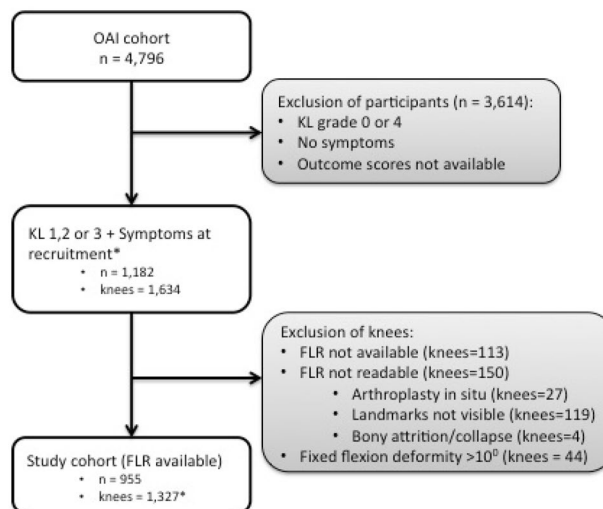 OAI cohort
n = 4,796
Exclusion of participants (n = 3,614):
• KL grade 0 or 4
• No symptoms
• Outcome scores not available
KL 1,2 or 3 + Symptoms at
recruitment*
• n = 1,182
• knees = 1,634
Exclusion of knees:
• FLR not available (knees=113)
• FLR not readable (knees=150)
• Arthroplasty in situ (knees=27)
• Landmarks not visible (knees=119)
• Bony attrition/collapse (knees=4)
• Fixed flexion deformity >10⁰ (knees = 44)
Study cohort (FLR available)
• n = 955
• knees = 1,327*